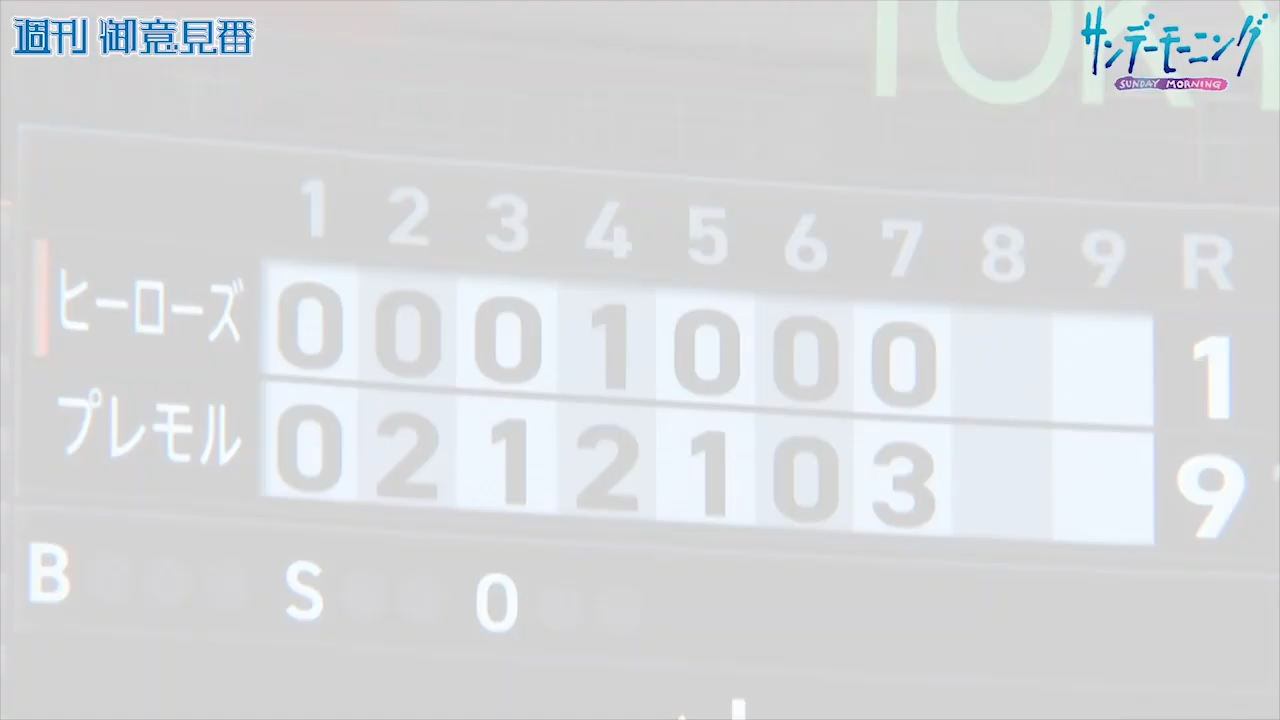 週刊 御意見番
サンデーモーニング
SUNDAY MORNING
TOKY
1 2 3 4 5 6 7 8 9 R
ヒーローズ 0 0 0 1 0 0 0 1
プレモル 0 2 1 2 1 0 3 9
B S O